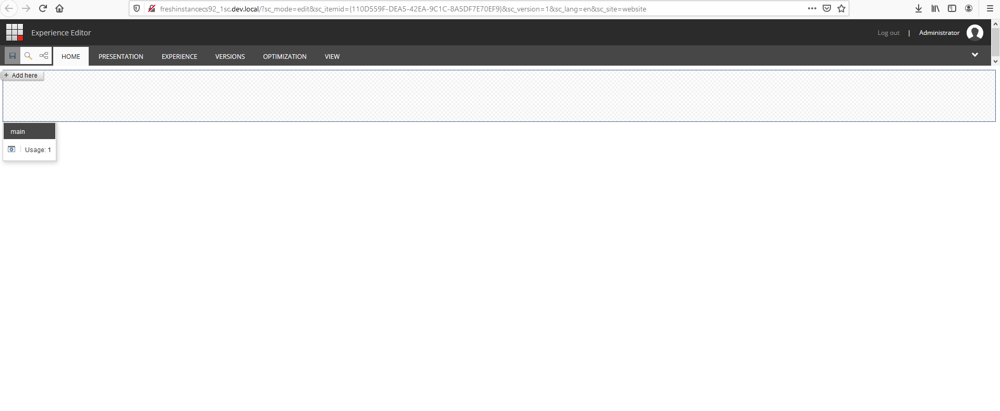 freshinstancecs92_1sc.dev.local/?sc_mode=edit&sc_itemid={110D559F-DEA5-42EA-9C1C-8A5DF7E70EF9}&sc_version=1&sc_lang=en&sc_site=website
Experience Editor
Log out | Administrator
HOME PRESENTATION EXPERIENCE VERSIONS OPTIMIZATION VIEW
+ Add here
main
Usage: 1